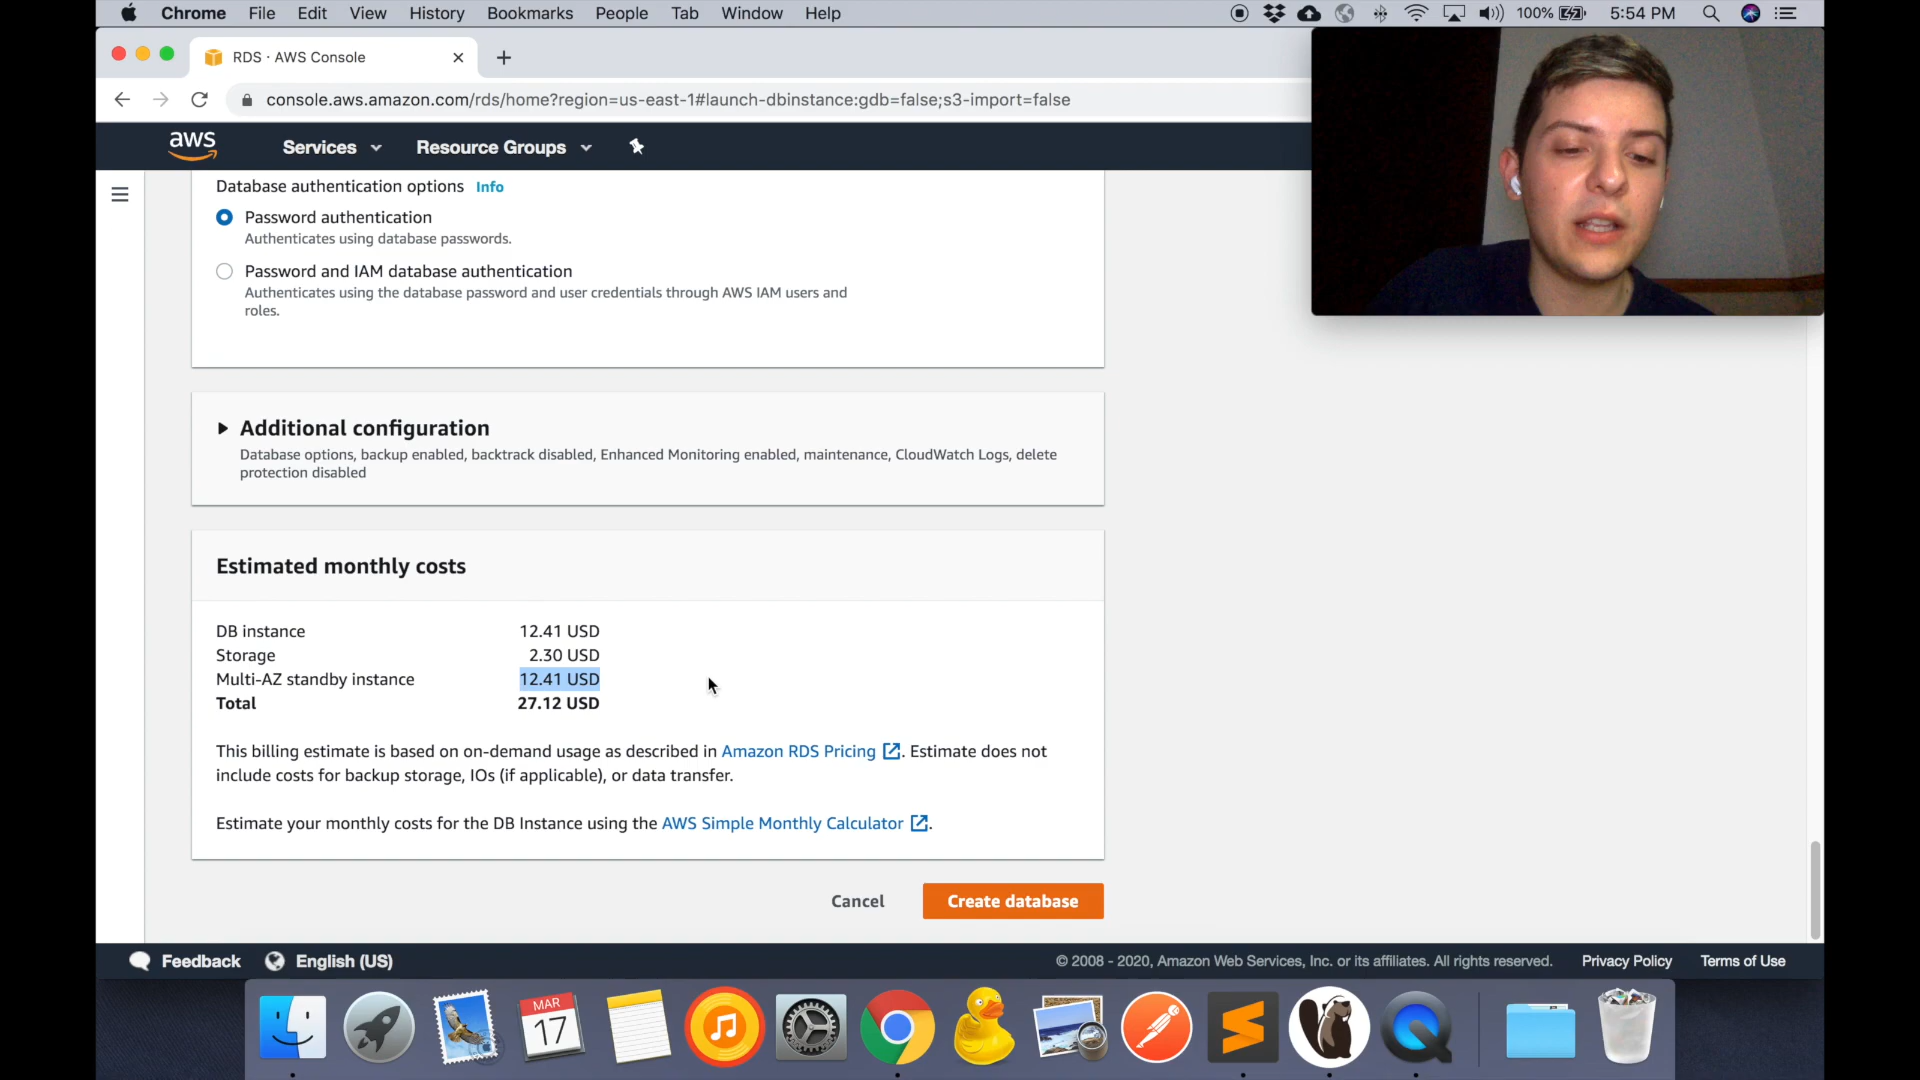 Chrome File Edit View History Bookmarks People Tab Window Help 100% 5:54 PM
RDS · AWS Console
console.aws.amazon.com/rds/home?region=us-east-1#launch-dbinstance:gdb=false;s3-import=false
aws Services Resource Groups
Database authentication options Info
Password authentication
Authenticates using database passwords.
Password and IAM database authentication
Authenticates using the database password and user credentials through AWS IAM users and
roles.
Additional configuration
Database options, backup enabled, backtrack disabled, Enhanced Monitoring enabled, maintenance, CloudWatch Logs, delete
protection disabled
Estimated monthly costs
DB instance 12.41 USD
Storage 2.30 USD
Multi-AZ standby instance 12.41 USD
Total 27.12 USD
This billing estimate is based on on-demand usage as described in Amazon RDS Pricing. Estimate does not
include costs for backup storage, IOs (if applicable), or data transfer.
Estimate your monthly costs for the DB Instance using the AWS Simple Monthly Calculator.
Cancel Create database
Feedback English (US) © 2008 - 2020, Amazon Web Services, Inc. or its affiliates. All rights reserved. Privacy Policy Terms of Use
MAR
17